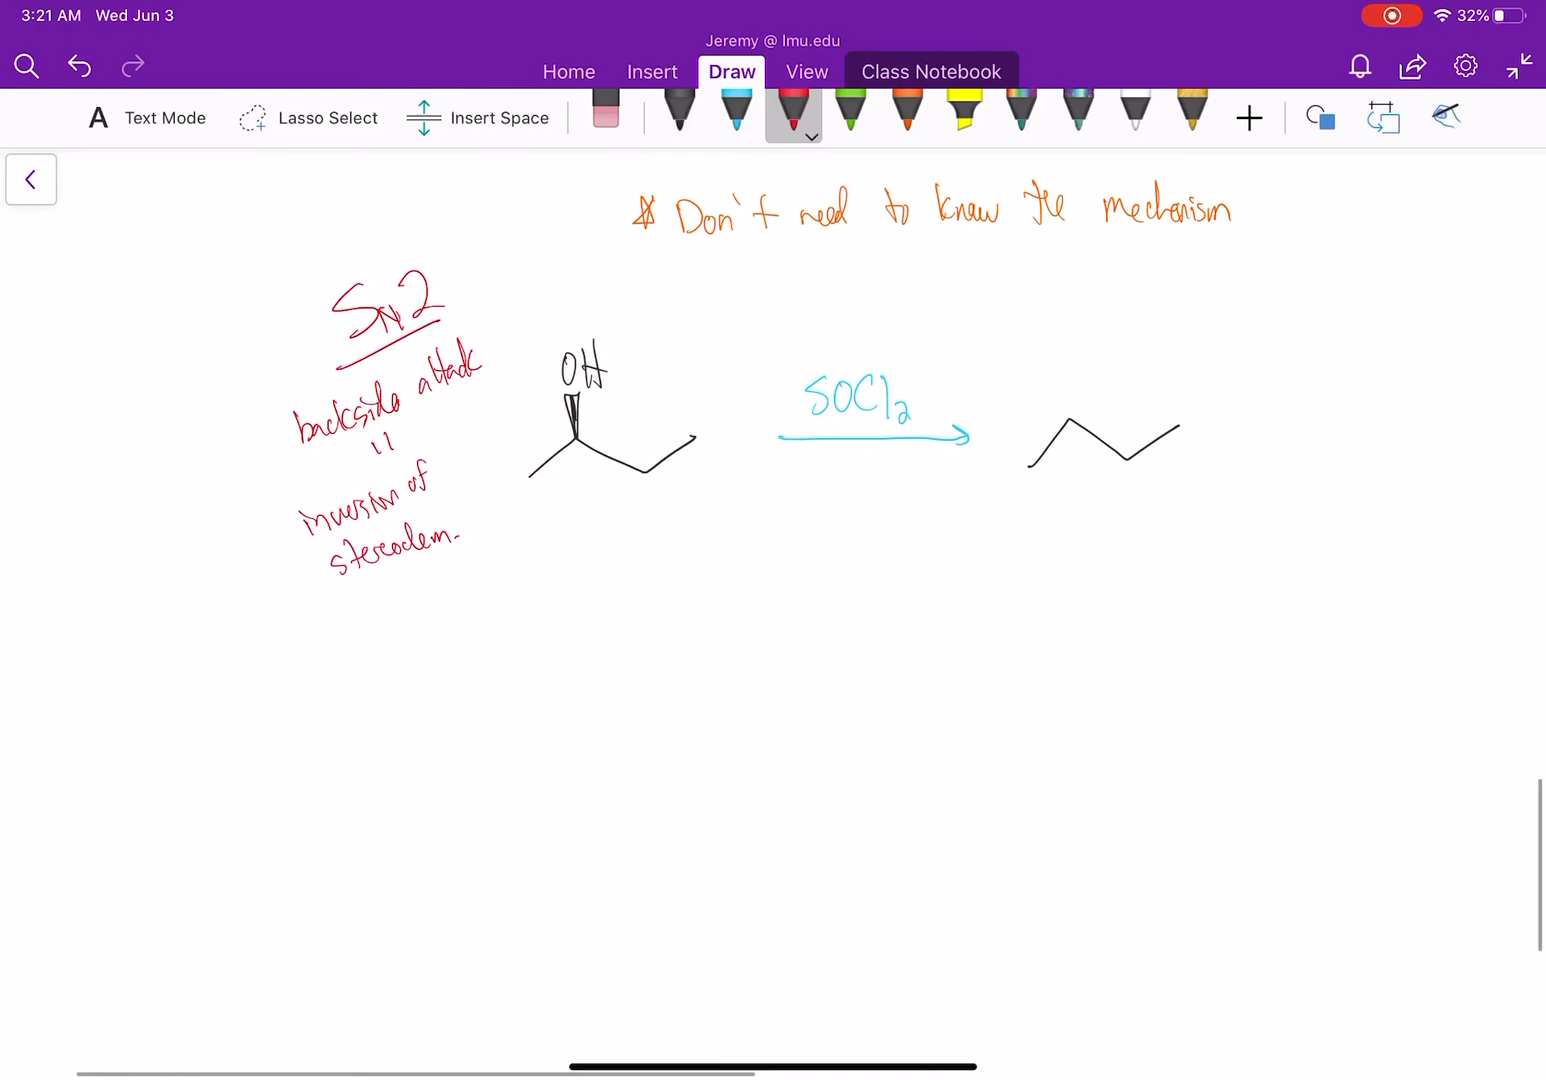 3:21 AM Wed Jun 3
32%
Jeremy @ lmu.edu
Home Insert Draw View Class Notebook
A Text Mode Lasso Select Insert Space
* Don't need to know the mechanism
SN2
backside attack
inversion of
stereochem.
OH
SOCl2